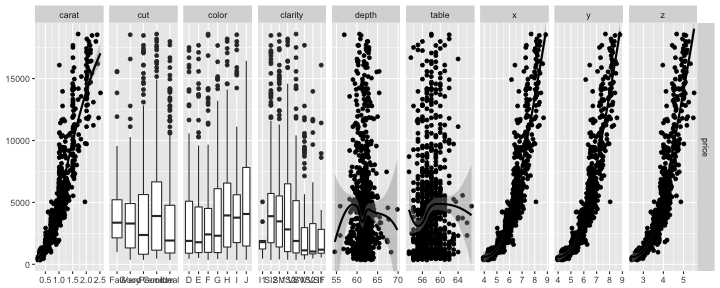 carat cut color clarity depth table x y z
15000
10000
5000
0
price
0.5 1.0 1.5 2.0 2.5 D E F G H I J 55 60 65 70 56 60 64 4 5 6 7 8 9 4 5 6 7 8 9 3 4 5